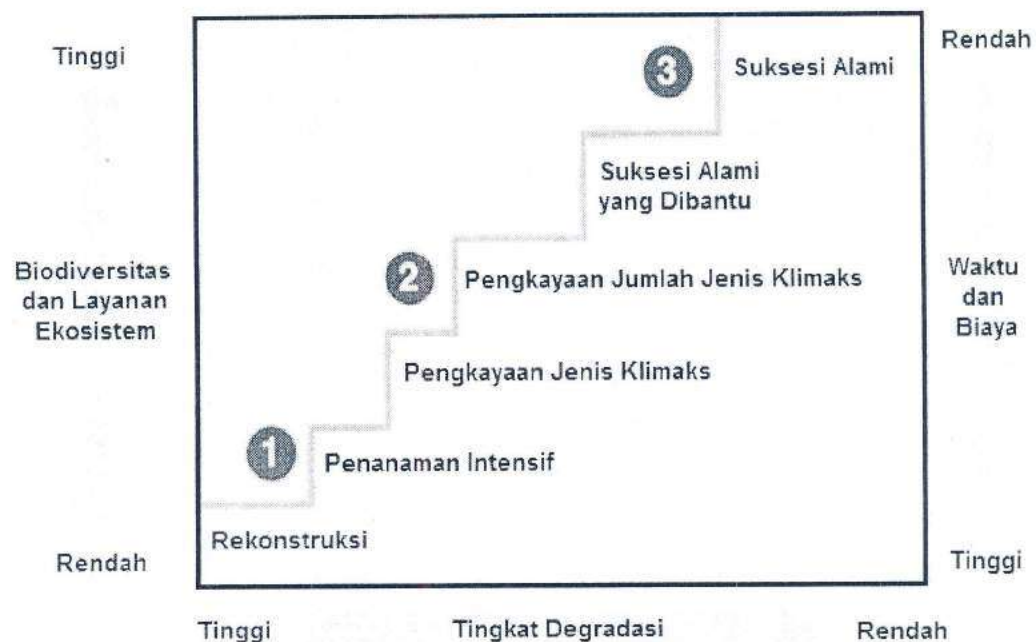 Tinggi
Rendah
3
Suksesi Alami
Suksesi Alami
yang Dibantu
Biodiversitas
dan Layanan
Ekosistem
2
Pengkayaan Jumlah Jenis Klimaks
Waktu
dan
Biaya
Pengkayaan Jenis Klimaks
1
Penanaman Intensif
Rekonstruksi
Rendah
Tinggi
Tinggi
Tingkat Degradasi
Rendah